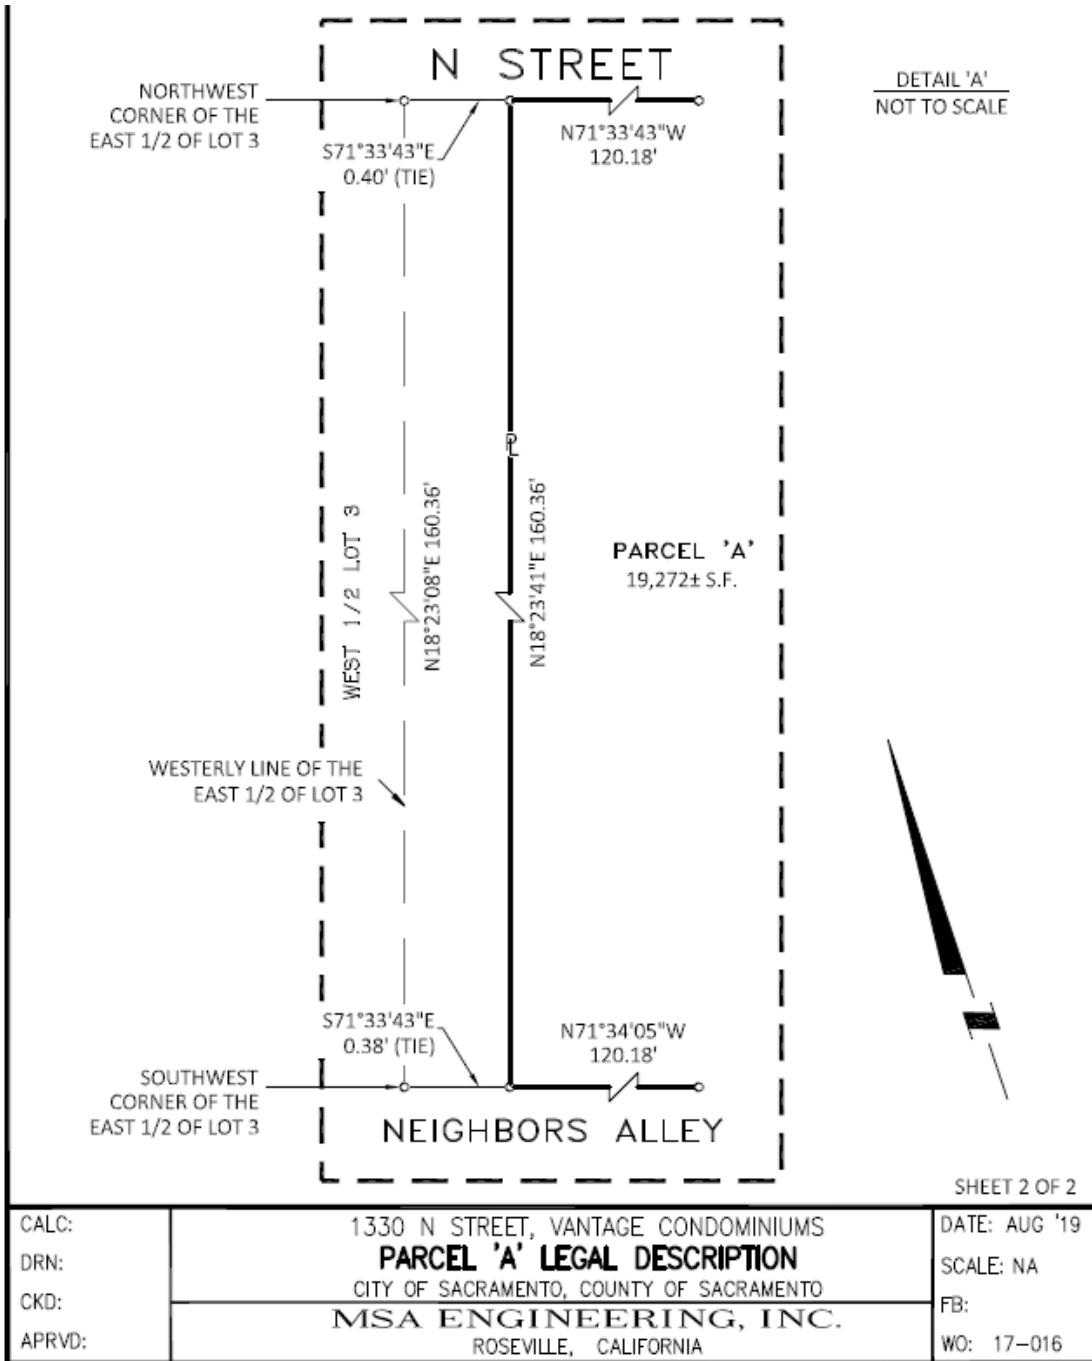 N STREET
DETAIL 'A'
NOT TO SCALE
NORTHWEST
CORNER OF THE
EAST 1/2 OF LOT 3
S71°33'43"E
0.40' (TIE)
N71°33'43"W
120.18'
PL
WEST 1/2 LOT 3
N18°23'08"E 160.36'
N18°23'41"E 160.36'
PARCEL 'A'
19,272± S.F.
WESTERLY LINE OF THE
EAST 1/2 OF LOT 3
S71°33'43"E
0.38' (TIE)
N71°34'05"W
120.18'
SOUTHWEST
CORNER OF THE
EAST 1/2 OF LOT 3
NEIGHBORS ALLEY
SHEET 2 OF 2
CALC:
DRN:
CKD:
APRVD:
1330 N STREET, VANTAGE CONDOMINIUMS
PARCEL 'A' LEGAL DESCRIPTION
CITY OF SACRAMENTO, COUNTY OF SACRAMENTO
MSA ENGINEERING, INC.
ROSEVILLE, CALIFORNIA
DATE: AUG '19
SCALE: NA
FB:
WO: 17-016